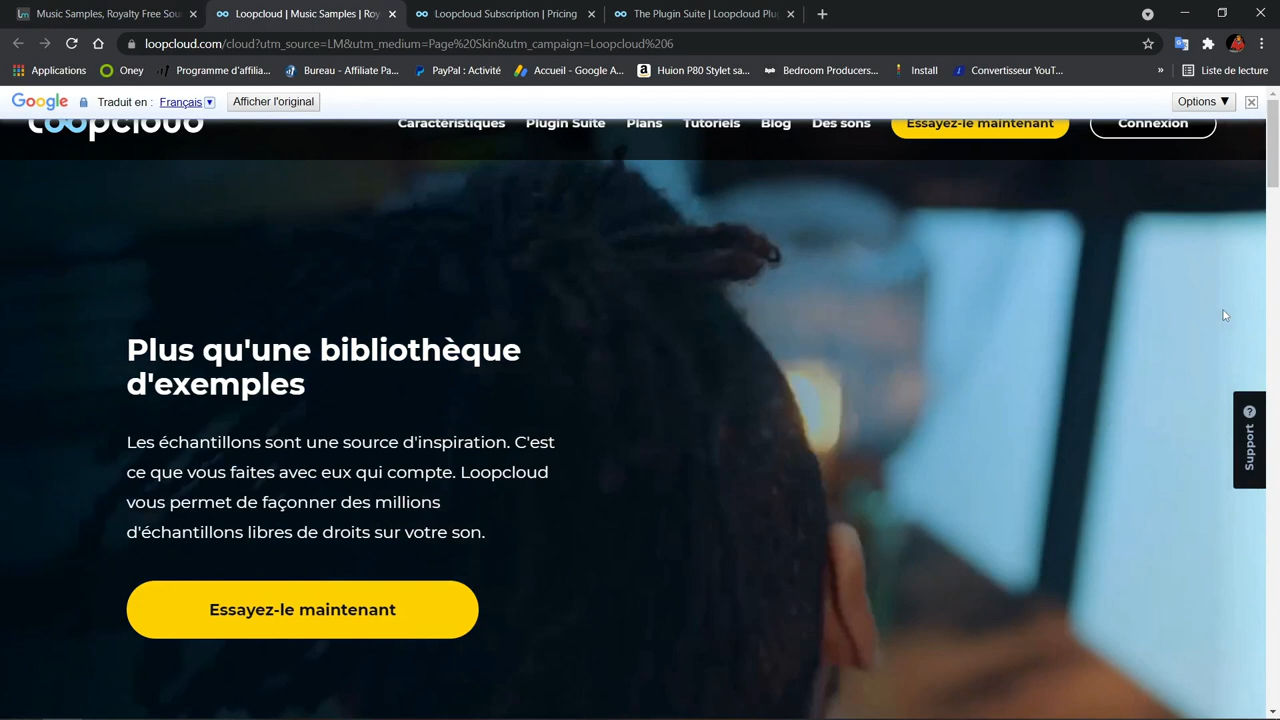 Music Samples, Royalty Free Sou
Loopcloud | Music Samples | Roy
Loopcloud Subscription | Pricing
The Plugin Suite | Loopcloud Plug
loopcloud.com/cloud?utm_source=LM&utm_medium=Page%20Skin&utm_campaign=Loopcloud%206
Applications Oney Programme d'affilia... Bureau - Affiliate Pa... PayPal : Activité Accueil - Google A... Huion P80 Stylet sa... Bedroom Producers... Install Convertisseur YouT... » Liste de lecture
Google Traduit en : Français ▼ Afficher l'original Options ▼
loopcloud Caractéristiques Plugin Suite Plans Tutoriels Blog Des sons Essayez-le maintenant Connexion
Plus qu'une bibliothèque
d'exemples
Les échantillons sont une source d'inspiration. C'est
ce que vous faites avec eux qui compte. Loopcloud
vous permet de façonner des millions
d'échantillons libres de droits sur votre son.
Essayez-le maintenant
Support